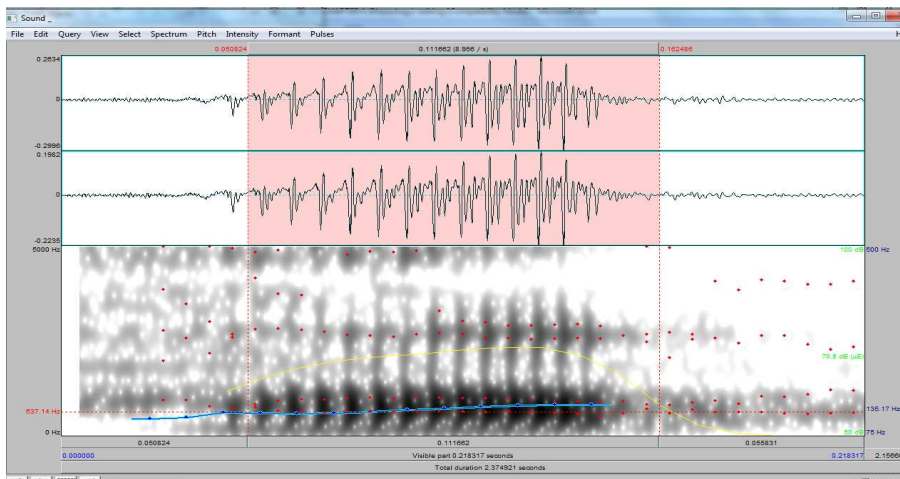 Sound _
File Edit Query View Select Spectrum Pitch Intensity Formant Pulses H
0.050824 0.111662 (8.956 / s) 0.162486
0.2634
0
-0.2996
0.1982
0
-0.2235
5000 Hz 100 dB 500 Hz
70.8 dB (µE)
637.14 Hz 135.17 Hz
0 Hz 50 dB 75 Hz
0.050824 0.111662 0.055831
0.000000 Visible part 0.218317 seconds 0.218317 2.15660
Total duration 2.374921 seconds